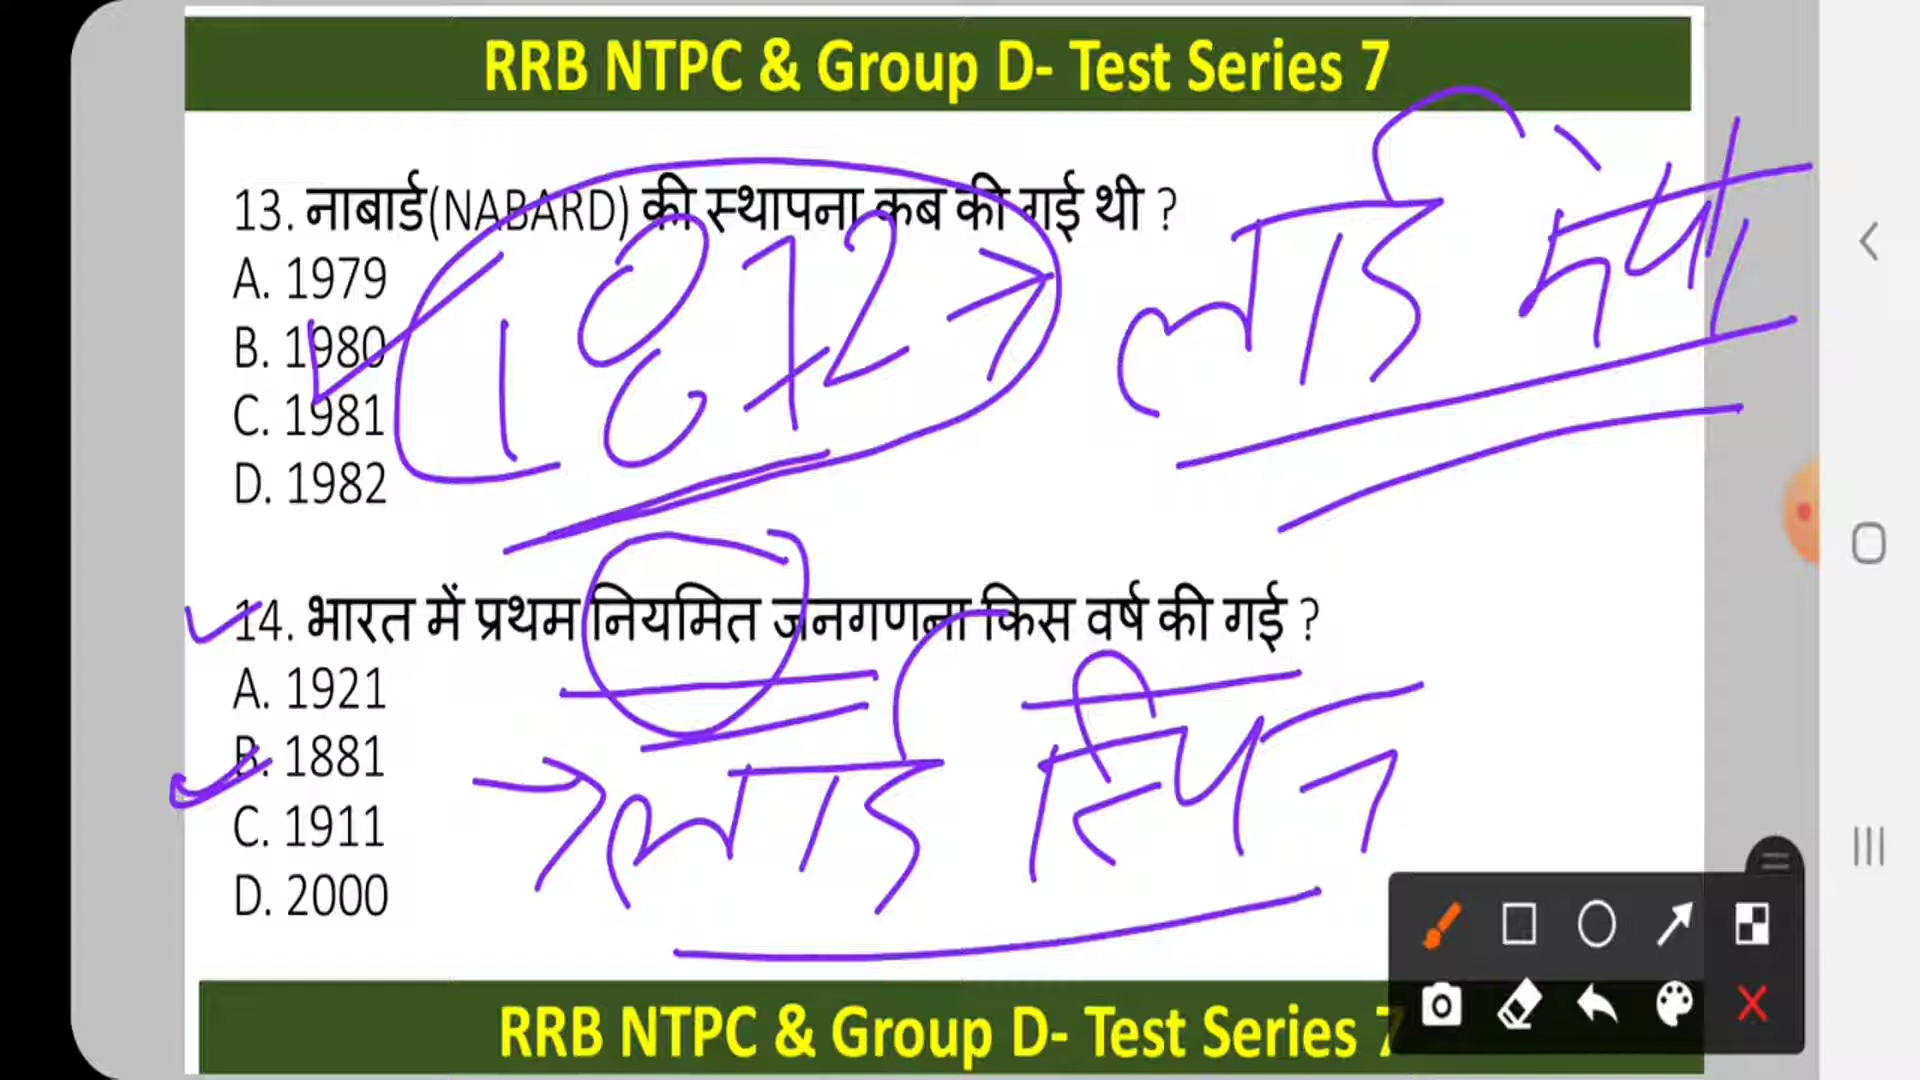 RRB NTPC & Group D- Test Series 7
13. नाबार्ड(NABARD) की स्थापना कब की गई थी ?
A. 1979
B. 1980
C. 1981
D. 1982
1872 → लार्ड मेयो
14. भारत में प्रथम नियमित जनगणना किस वर्ष की गई ?
A. 1921
B. 1881
C. 1911
D. 2000
→ लार्ड रिपन
RRB NTPC & Group D- Test Series 7